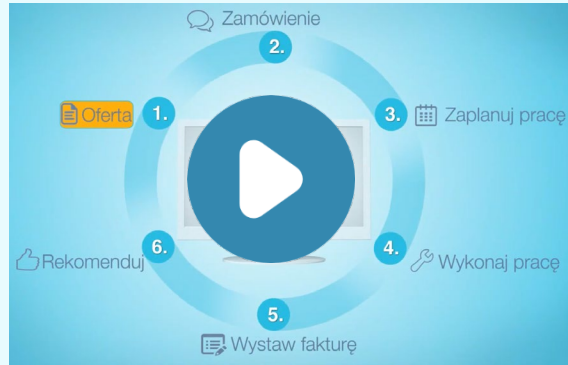 1. Oferta
2. Zamówienie
3. Zaplanuj pracę
4. Wykonaj pracę
5. Wystaw fakturę
6. Rekomenduj